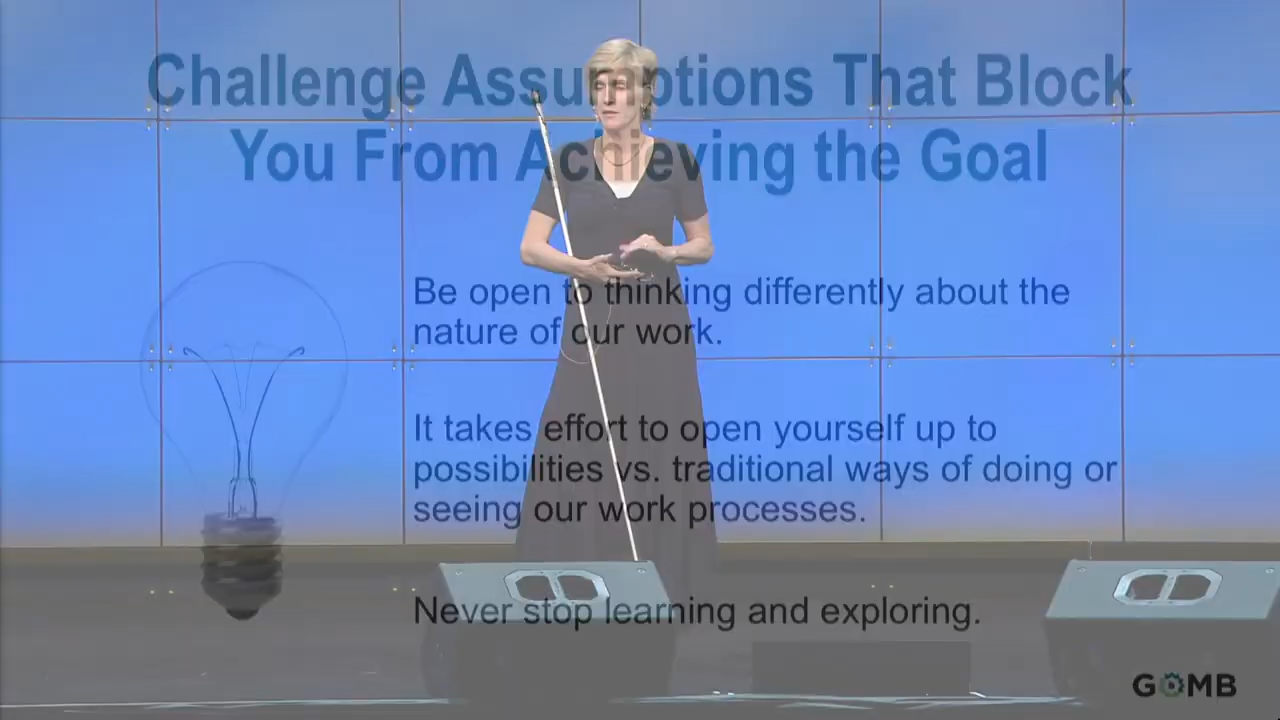 Challenge Assumptions That Block
You From Achieving the Goal
Be open to thinking differently about the
nature of our work.
It takes effort to open yourself up to
possibilities vs. traditional ways of doing or
seeing our work processes.
Never stop learning and exploring.
GOMB